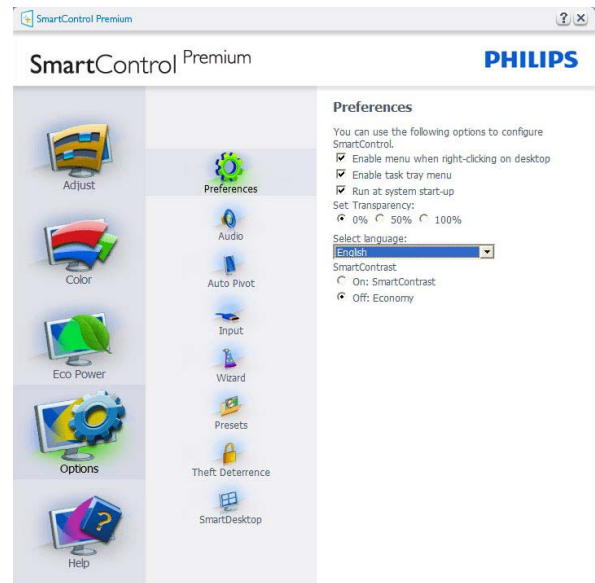 SmartControl Premium
? ×
SmartControl Premium
PHILIPS
Adjust
Color
Eco Power
Options
Help
Preferences
Audio
Auto Pivot
Input
Wizard
Presets
Theft Deterrence
SmartDesktop
Preferences
You can use the following options to configure
SmartControl.
Enable menu when right-clicking on desktop
Enable task tray menu
Run at system start-up
Set Transparency:
0% 50% 100%
Select language:
English
SmartContrast
On: SmartContrast
Off: Economy